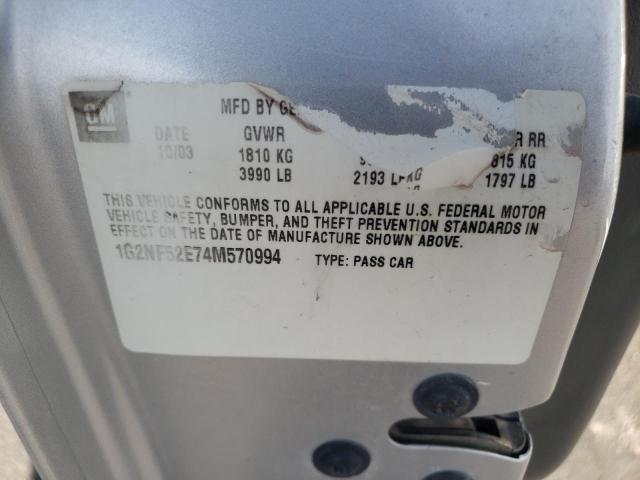 GM
MFD BY GE
DATE GVWR R RR
10/03 1810 KG 815 KG
3990 LB 2193 L KG 1797 LB
THIS VEHICLE CONFORMS TO ALL APPLICABLE U.S. FEDERAL MOTOR
VEHICLE SAFETY, BUMPER, AND THEFT PREVENTION STANDARDS IN
EFFECT ON THE DATE OF MANUFACTURE SHOWN ABOVE.
1G2NF52E74M570994 TYPE: PASS CAR